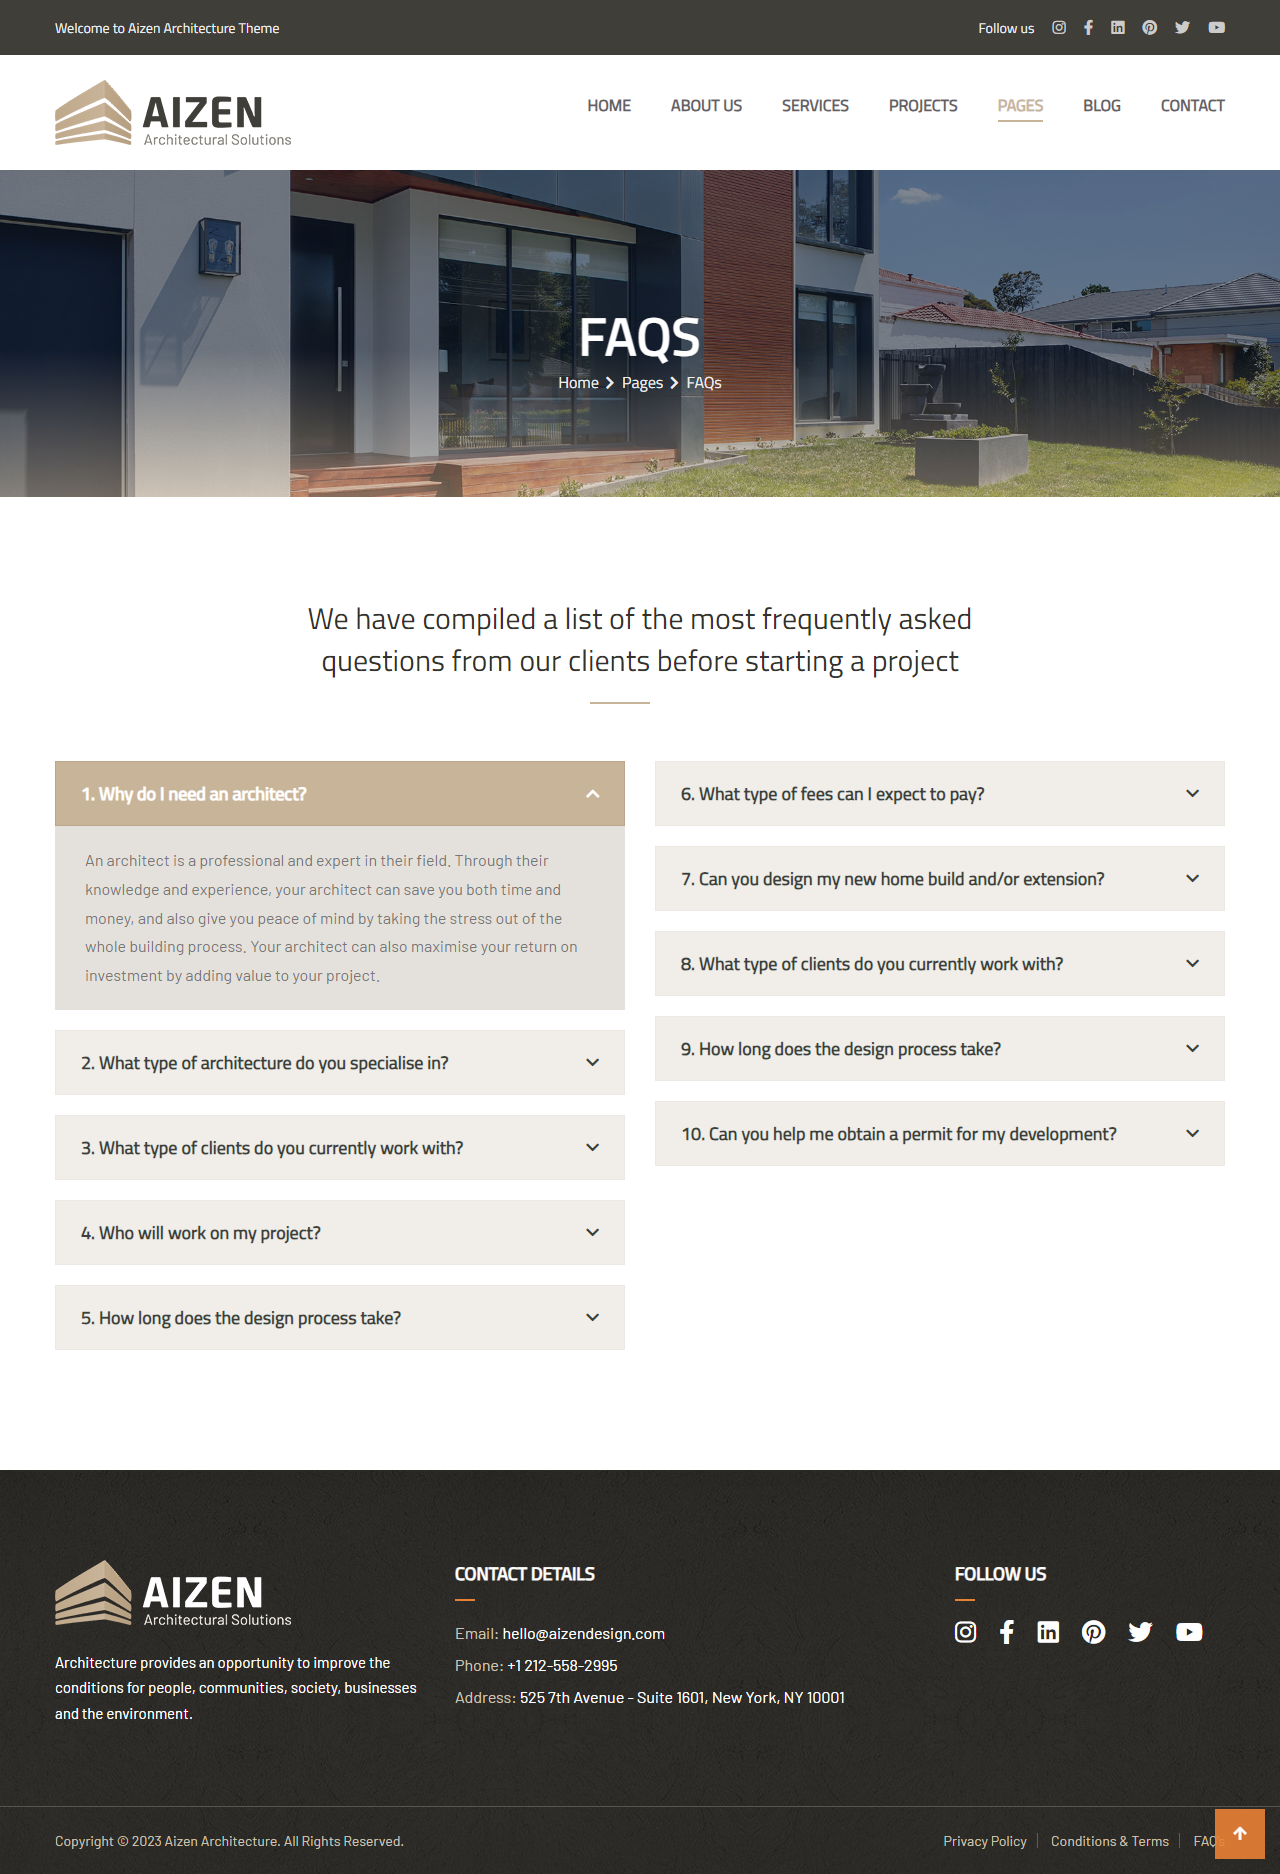 Welcome to Aizen Architecture Theme
Follow us
AIZEN
Architectural Solutions
HOME ABOUT US SERVICES PROJECTS PAGES BLOG CONTACT
FAQS
Home Pages FAQs
We have compiled a list of the most frequently asked
questions from our clients before starting a project
1. Why do I need an architect?
An architect is a professional and expert in their field. Through their
knowledge and experience, your architect can save you both time and
money, and also give you peace of mind by taking the stress out of the
whole building process. Your architect can also maximise your return on
investment by adding value to your project.
2. What type of architecture do you specialise in?
3. What type of clients do you currently work with?
4. Who will work on my project?
5. How long does the design process take?
6. What type of fees can I expect to pay?
7. Can you design my new home build and/or extension?
8. What type of clients do you currently work with?
9. How long does the design process take?
10. Can you help me obtain a permit for my development?
AIZEN
Architectural Solutions
Architecture provides an opportunity to improve the
conditions for people, communities, society, businesses
and the environment.
CONTACT DETAILS
Email: hello@aizendesign.com
Phone: +1 212-558-2995
Address: 525 7th Avenue - Suite 1601, New York, NY 10001
FOLLOW US
Copyright © 2023 Aizen Architecture. All Rights Reserved.
Privacy Policy Conditions & Terms